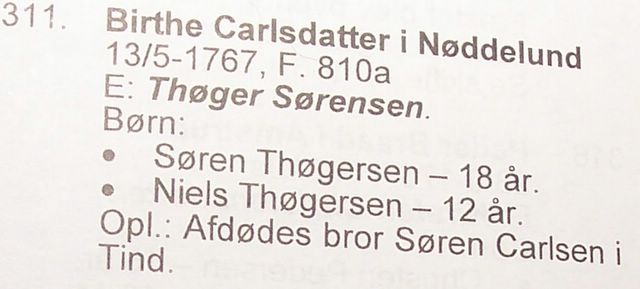 311. Birthe Carlsdatter i Nøddelund
13/5-1767, F. 810a
E: Thøger Sørensen.
Børn:
• Søren Thøgersen – 18 år.
• Niels Thøgersen – 12 år.
Opl.: Afdødes bror Søren Carlsen i
Tind.